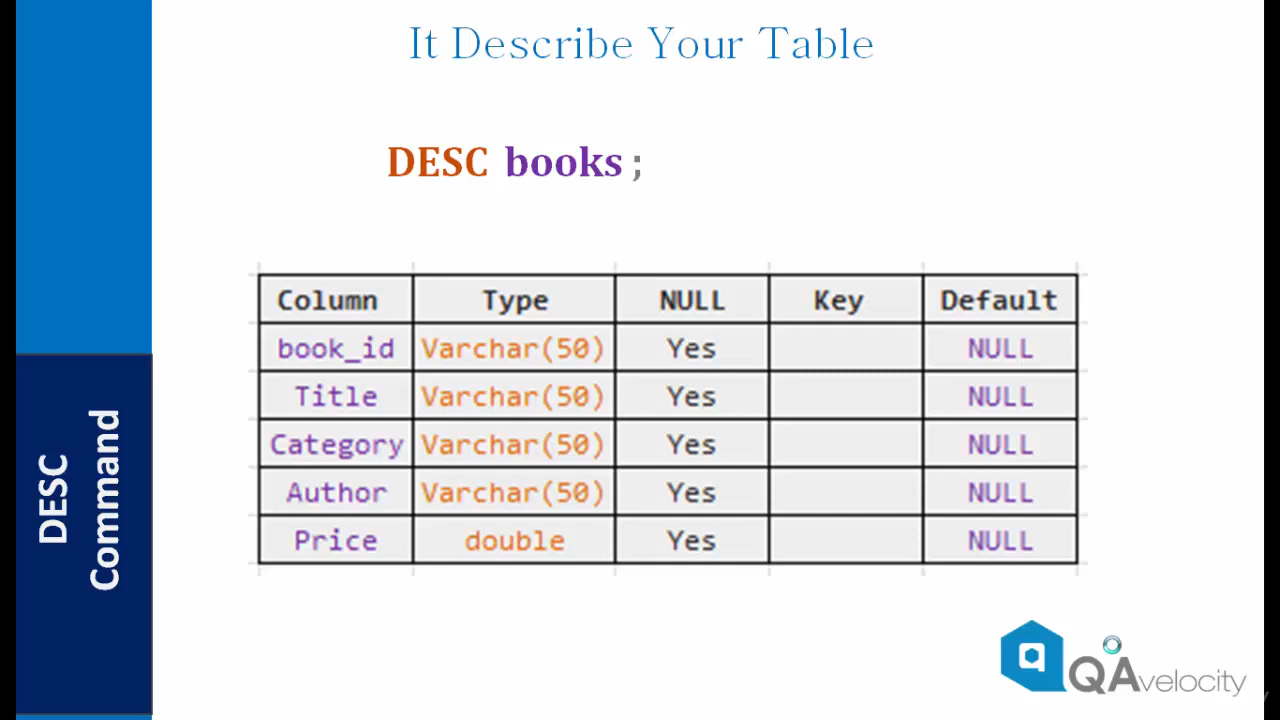 It Describe Your Table
DESC books ;
Column Type NULL Key Default
book_id Varchar(50) Yes NULL
Title Varchar(50) Yes NULL
Category Varchar(50) Yes NULL
Author Varchar(50) Yes NULL
Price double Yes NULL
DESC
Command
q QAvelocity